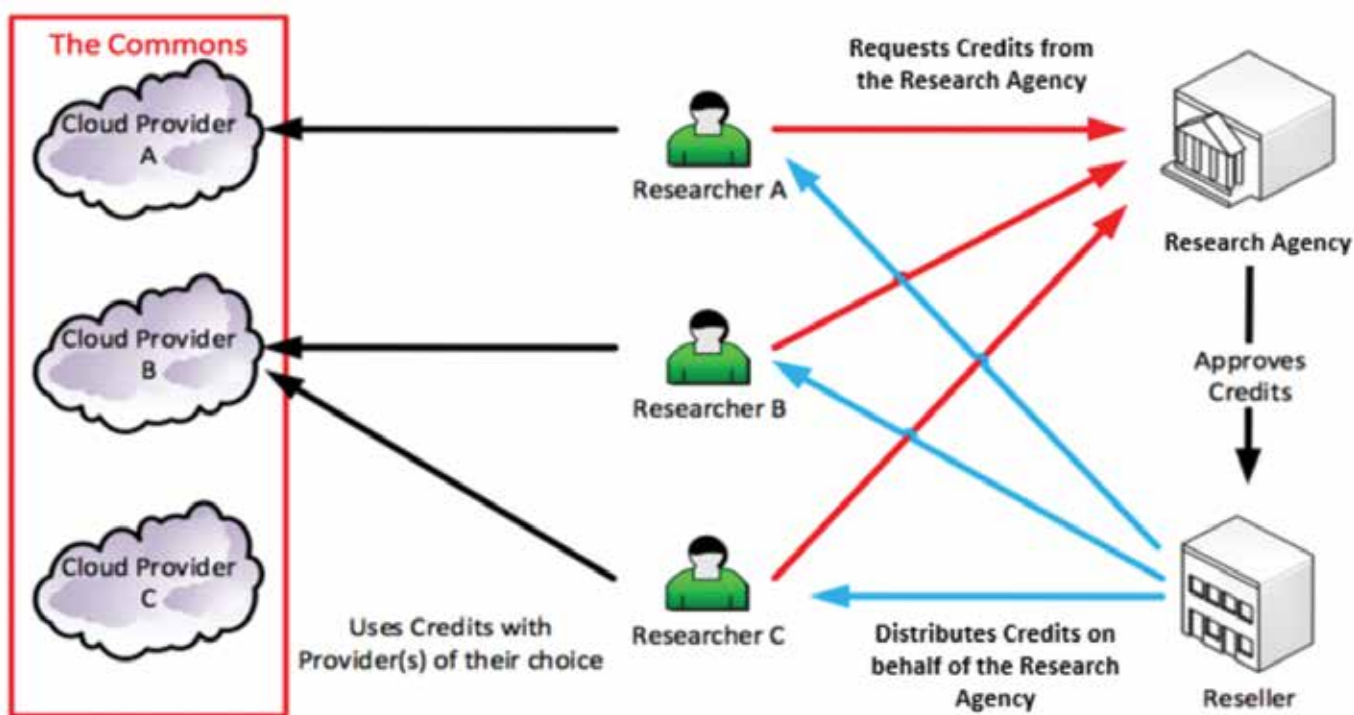 The Commons
Cloud Provider
A
Cloud Provider
B
Cloud Provider
C
Uses Credits with
Provider(s) of their choice
Researcher A
Researcher B
Researcher C
Requests Credits from
the Research Agency
Research Agency
Approves
Credits
Distributes Credits on
behalf of the Research
Agency
Reseller